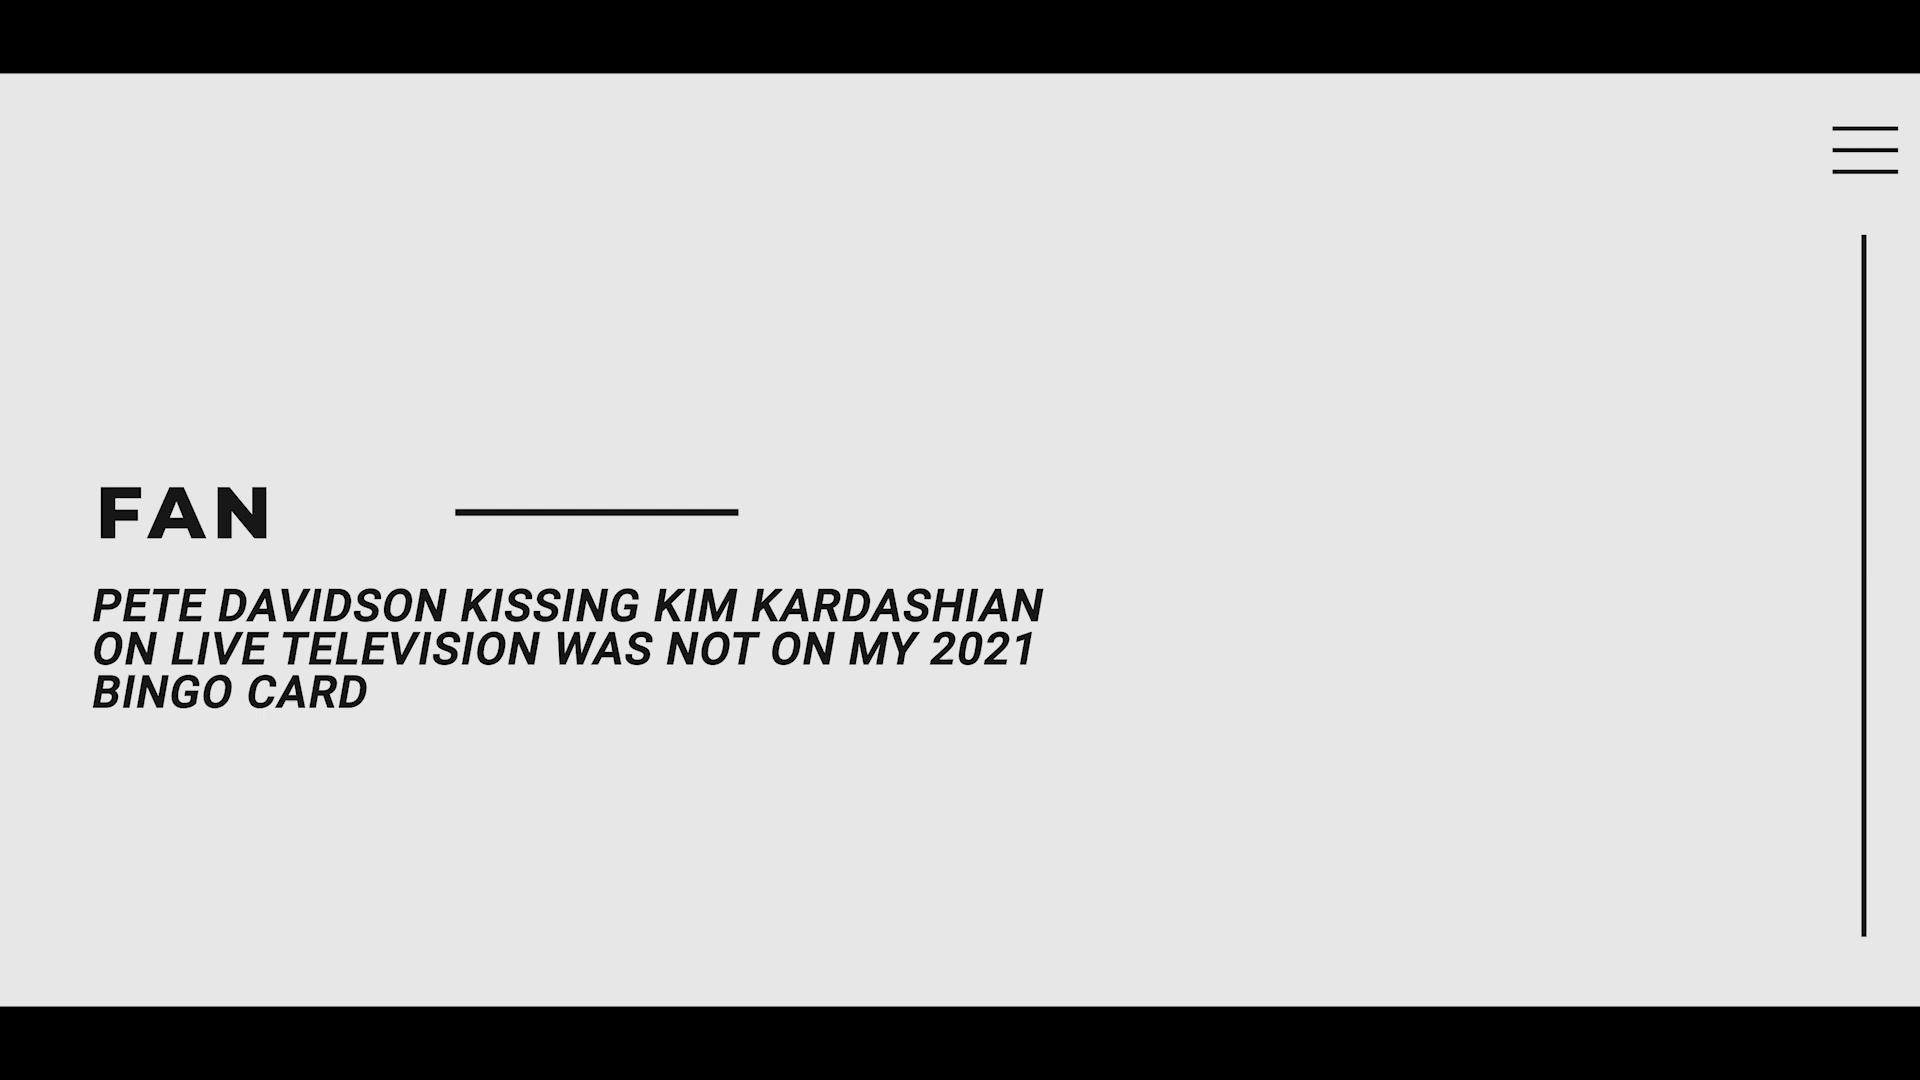 FAN
PETE DAVIDSON KISSING KIM KARDASHIAN
ON LIVE TELEVISION WAS NOT ON MY 2021
BINGO CARD